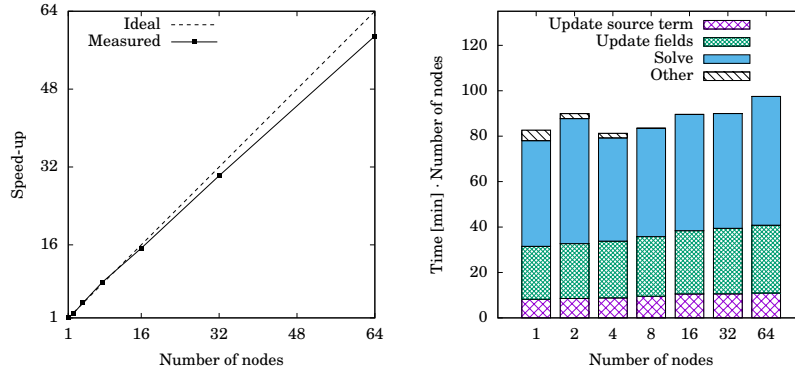 64
48
32
16
1
Speed-up
Ideal
Measured
1
16
32
48
64
Number of nodes
120
100
80
60
40
20
0
Time [min] · Number of nodes
Update source term
Update fields
Solve
Other
1
2
4
8
16
32
64
Number of nodes